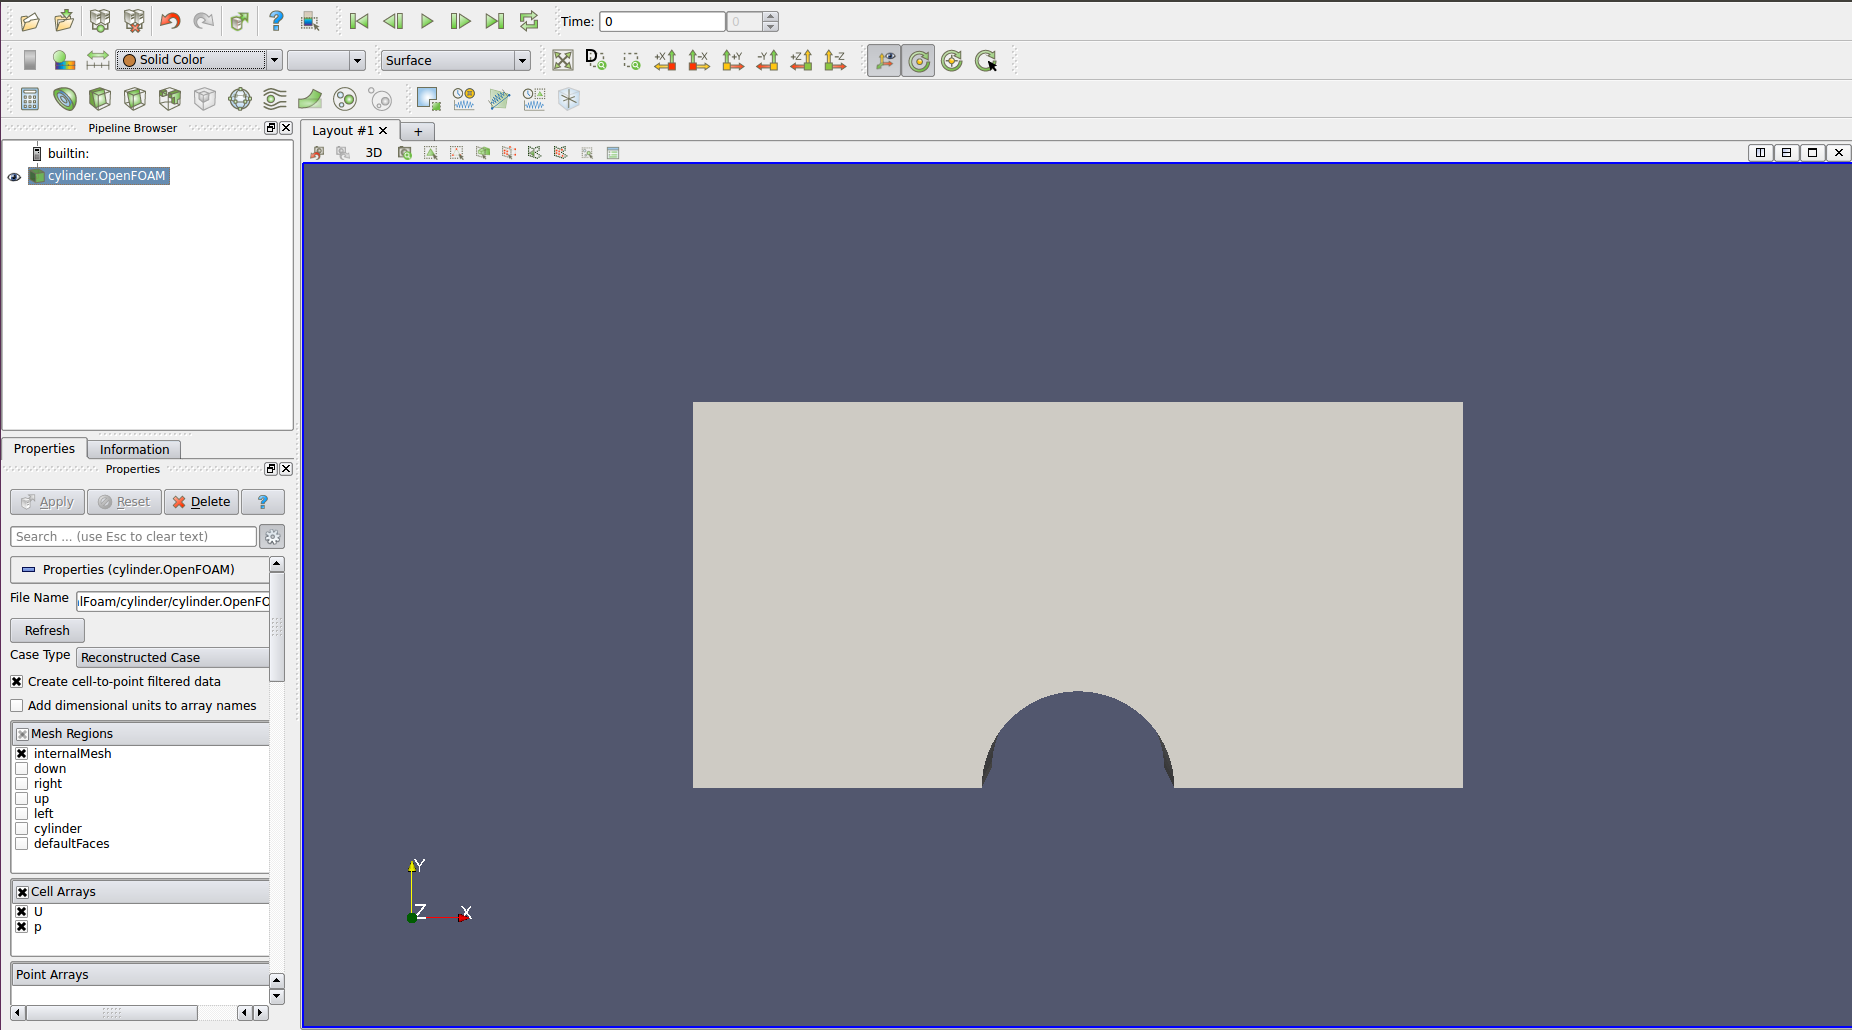 Time: 0 0
Solid Color Surface
+X -X +Y -Y +Z -Z
Pipeline Browser
Layout #1 +
3D
builtin:
cylinder.OpenFOAM
Properties Information
Properties
Apply Reset Delete ?
Search ... (use Esc to clear text)
Properties (cylinder.OpenFOAM)
File Name lFoam/cylinder/cylinder.OpenFO
Refresh
Case Type Reconstructed Case
Create cell-to-point filtered data
Add dimensional units to array names
Mesh Regions
internalMesh
down
right
up
left
cylinder
defaultFaces
Cell Arrays
U
p
Point Arrays
Y
Z X